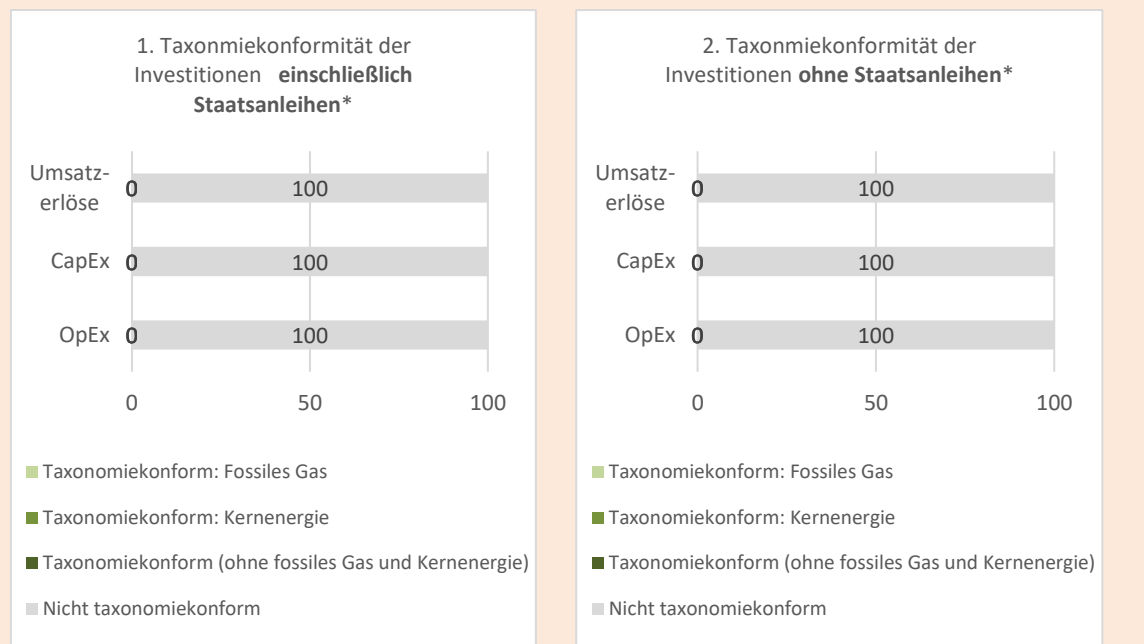 1. Taxonmiekonformität der
Investitionen einschließlich
Staatsanleihen*
Umsatz-
erlöse
0 100
CapEx 0 100
OpEx 0 100
0 50 100
Taxonomiekonform: Fossiles Gas
Taxonomiekonform: Kernenergie
Taxonomiekonform (ohne fossiles Gas und Kernenergie)
Nicht taxonomiekonform
2. Taxonmiekonformität der
Investitionen ohne Staatsanleihen*
Umsatz-
erlöse
0 100
CapEx 0 100
OpEx 0 100
0 50 100
Taxonomiekonform: Fossiles Gas
Taxonomiekonform: Kernenergie
Taxonomiekonform (ohne fossiles Gas und Kernenergie)
Nicht taxonomiekonform